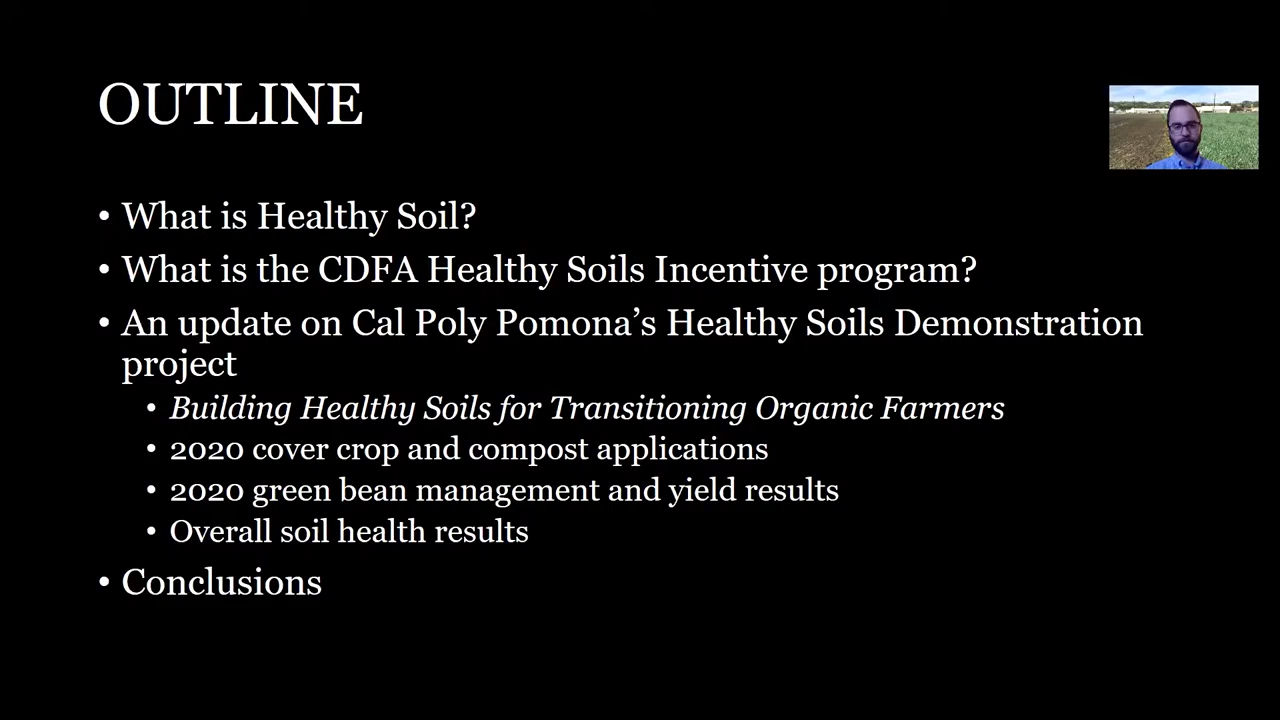 OUTLINE
• What is Healthy Soil?
• What is the CDFA Healthy Soils Incentive program?
• An update on Cal Poly Pomona’s Healthy Soils Demonstration
project
• Building Healthy Soils for Transitioning Organic Farmers
• 2020 cover crop and compost applications
• 2020 green bean management and yield results
• Overall soil health results
• Conclusions